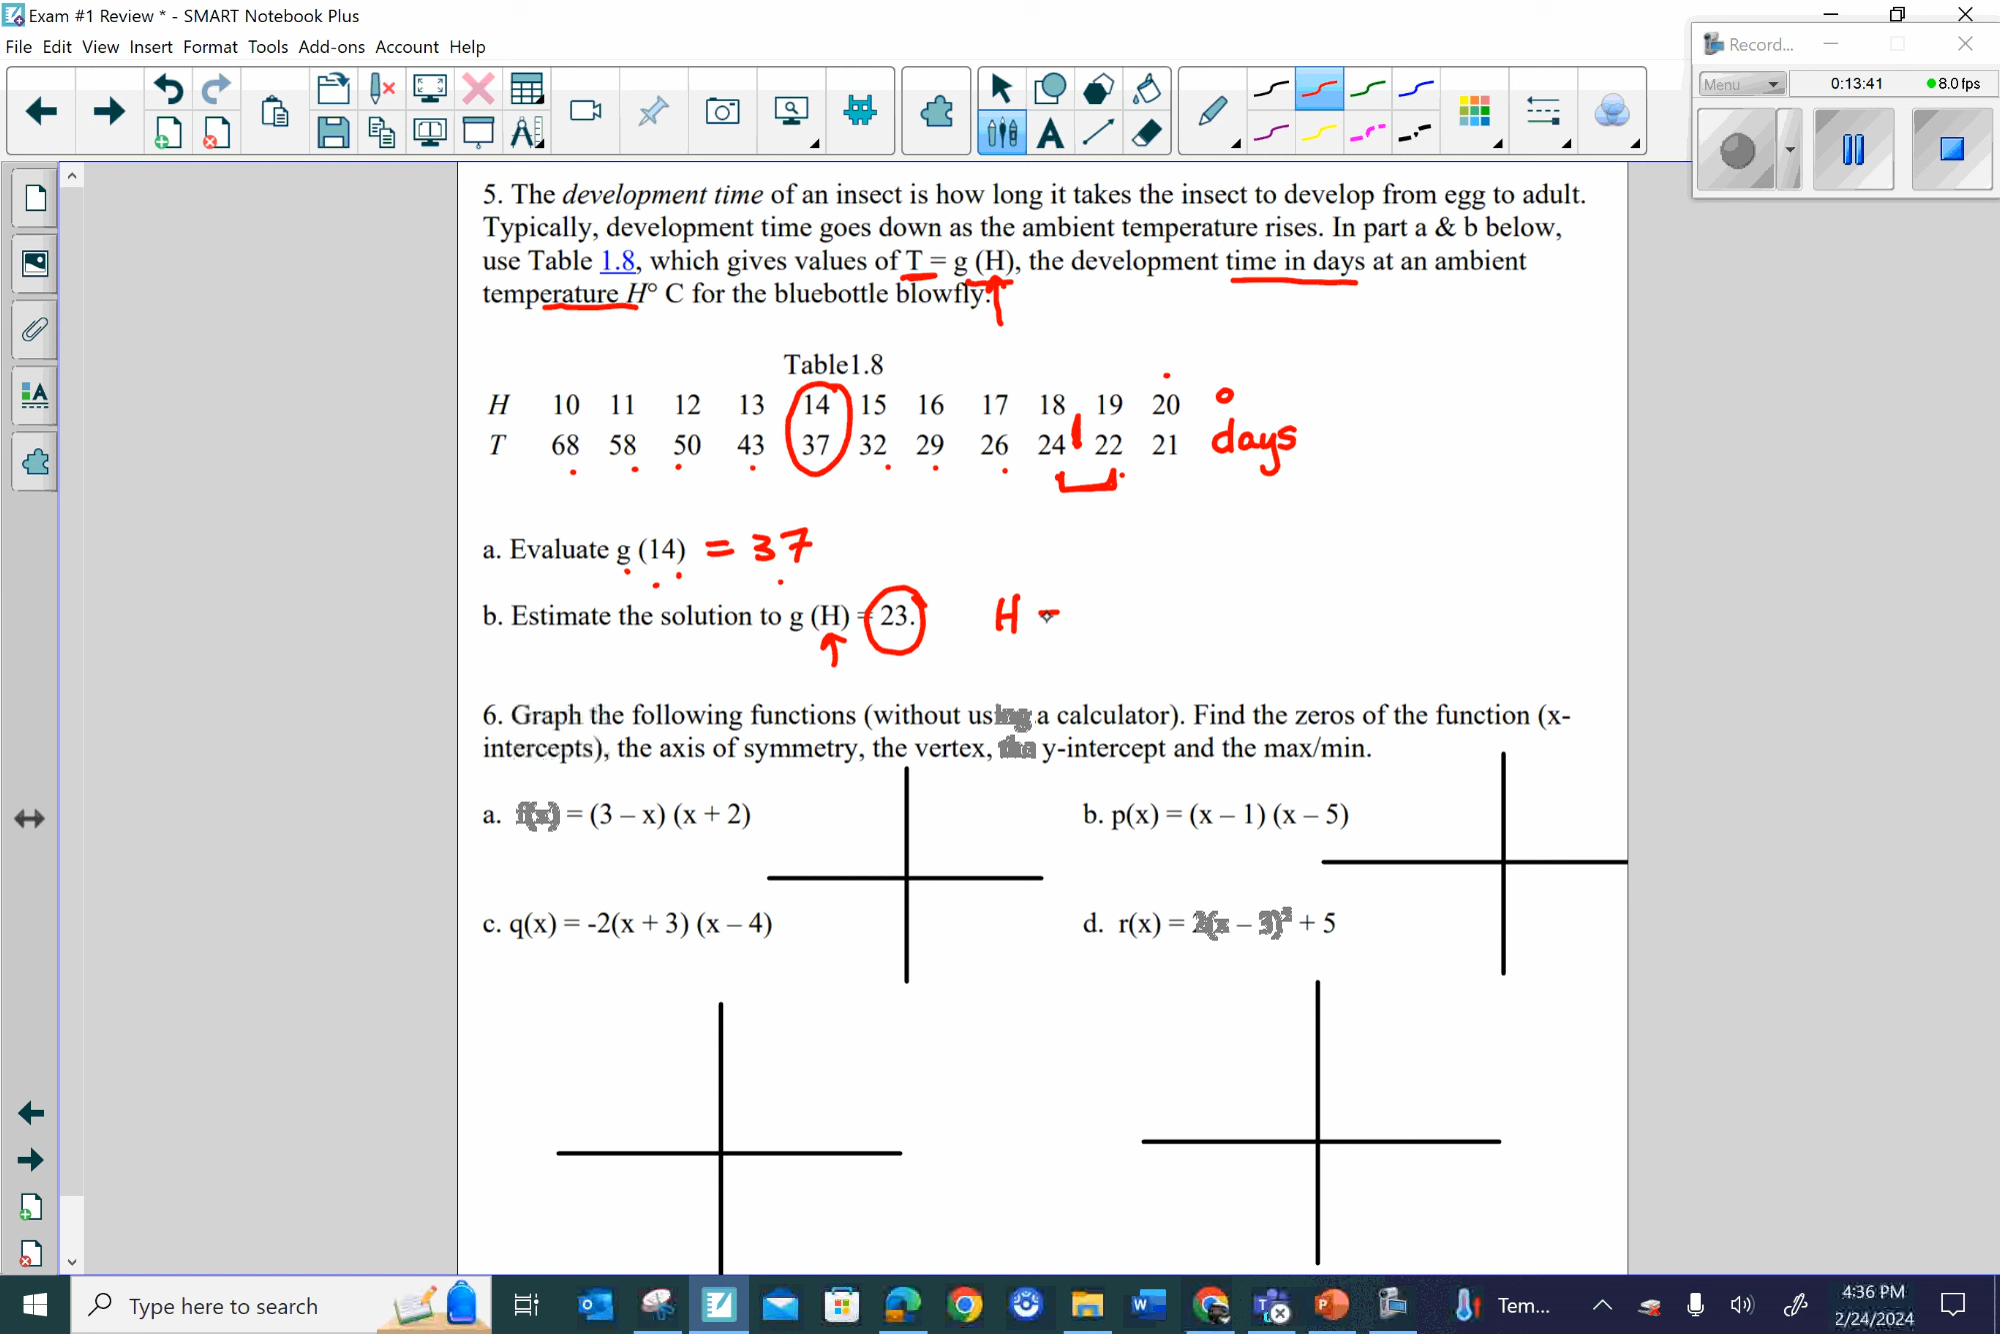 Exam #1 Review * - SMART Notebook Plus
File Edit View Insert Format Tools Add-ons Account Help
Record...
Menu 0:13:41 8.0 fps
5. The development time of an insect is how long it takes the insect to develop from egg to adult.
Typically, development time goes down as the ambient temperature rises. In part a & b below,
use Table 1.8, which gives values of T = g (H), the development time in days at an ambient
temperature H° C for the bluebottle blowfly.
Table1.8
H 10 11 12 13 14 15 16 17 18 19 20 °
T 68 58 50 43 37 32 29 26 24 22 21 days
a. Evaluate g (14) = 37
b. Estimate the solution to g (H) = 23. H
6. Graph the following functions (without using a calculator). Find the zeros of the function (x-
intercepts), the axis of symmetry, the vertex, the y-intercept and the max/min.
a. f(x) = (3 – x) (x + 2) b. p(x) = (x – 1) (x – 5)
c. q(x) = -2(x + 3) (x – 4) d. r(x) = 2(x – 3)² + 5
Type here to search
Tem...
4:36 PM
2/24/2024